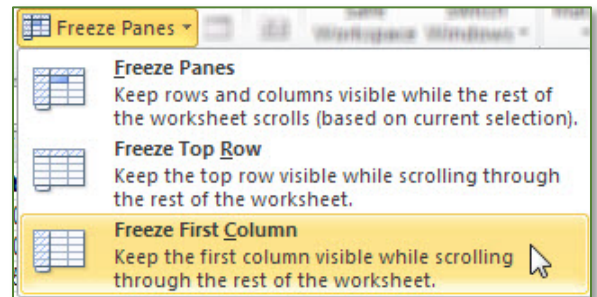 Freeze Panes
Freeze Panes
Keep rows and columns visible while the rest of
the worksheet scrolls (based on current selection).
Freeze Top Row
Keep the top row visible while scrolling through
the rest of the worksheet.
Freeze First Column
Keep the first column visible while scrolling
through the rest of the worksheet.